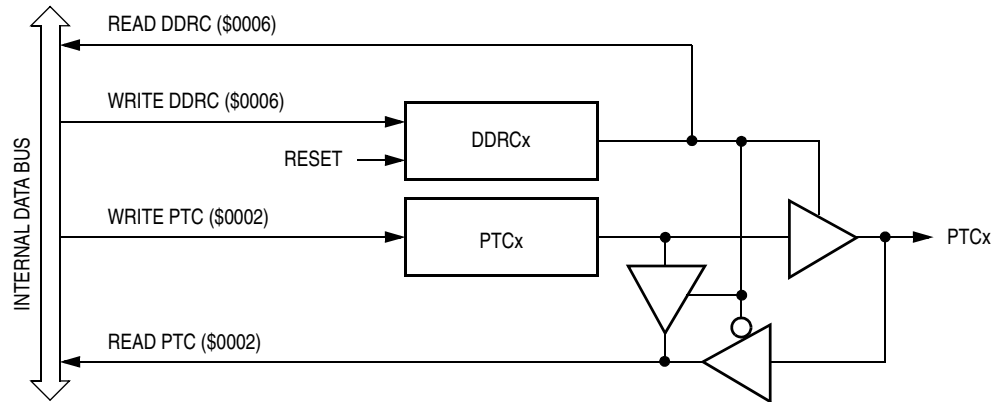 READ DDRC ($0006)
WRITE DDRC ($0006)
DDRCx
RESET
WRITE PTC ($0002)
PTCx
PTCx
READ PTC ($0002)
INTERNAL DATA BUS